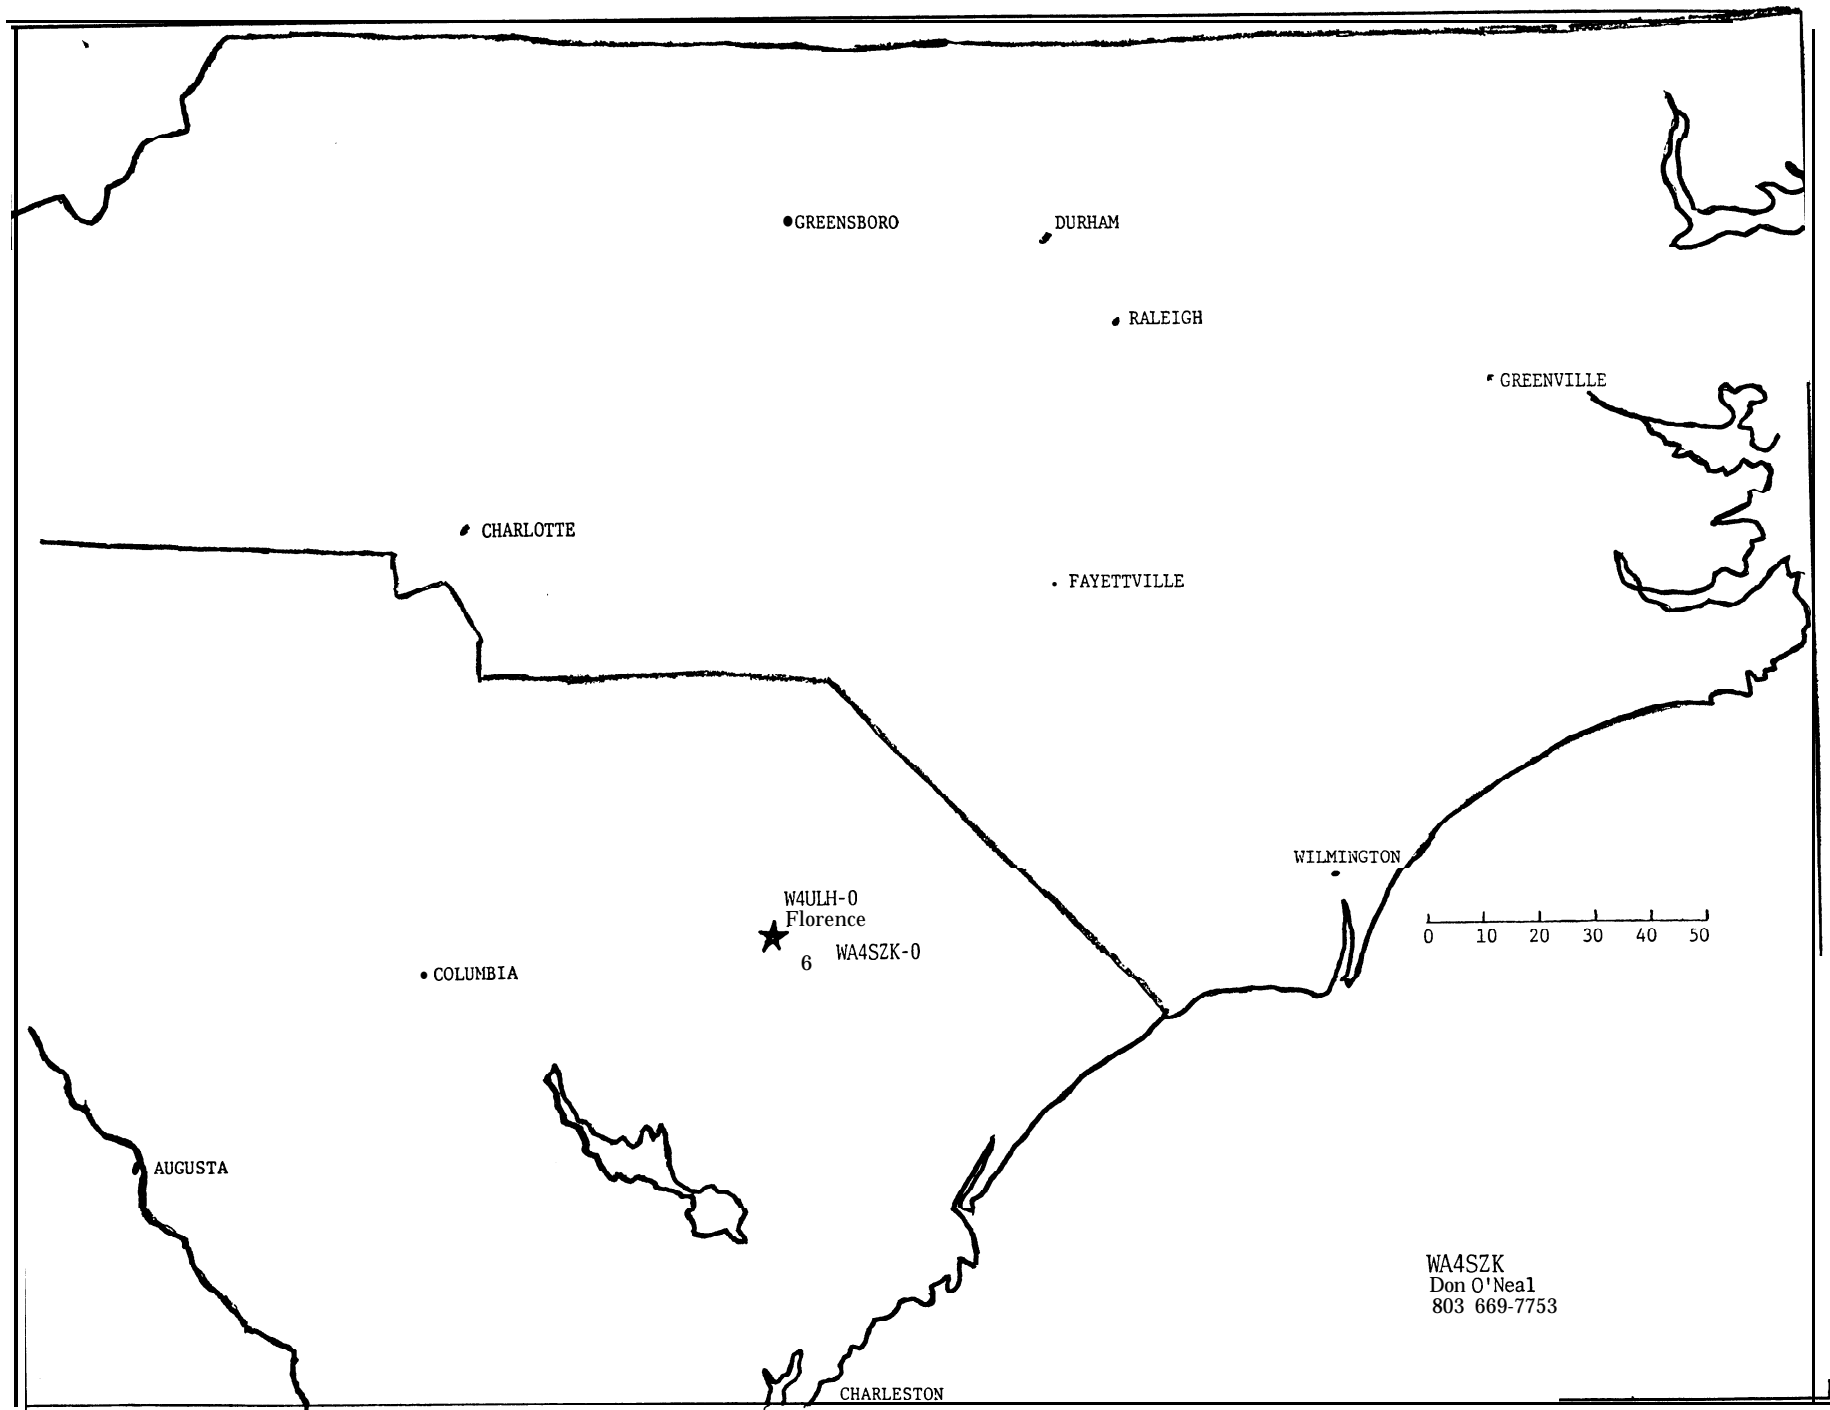 GREENSBORO
DURHAM
RALEIGH
GREENVILLE
CHARLOTTE
FAYETTVILLE
WILMINGTON
W4ULH-0
Florence
WA4SZK-0
6
0 10 20 30 40 50
COLUMBIA
AUGUSTA
WA4SZK
Don O'Neal
803 669-7753
CHARLESTON